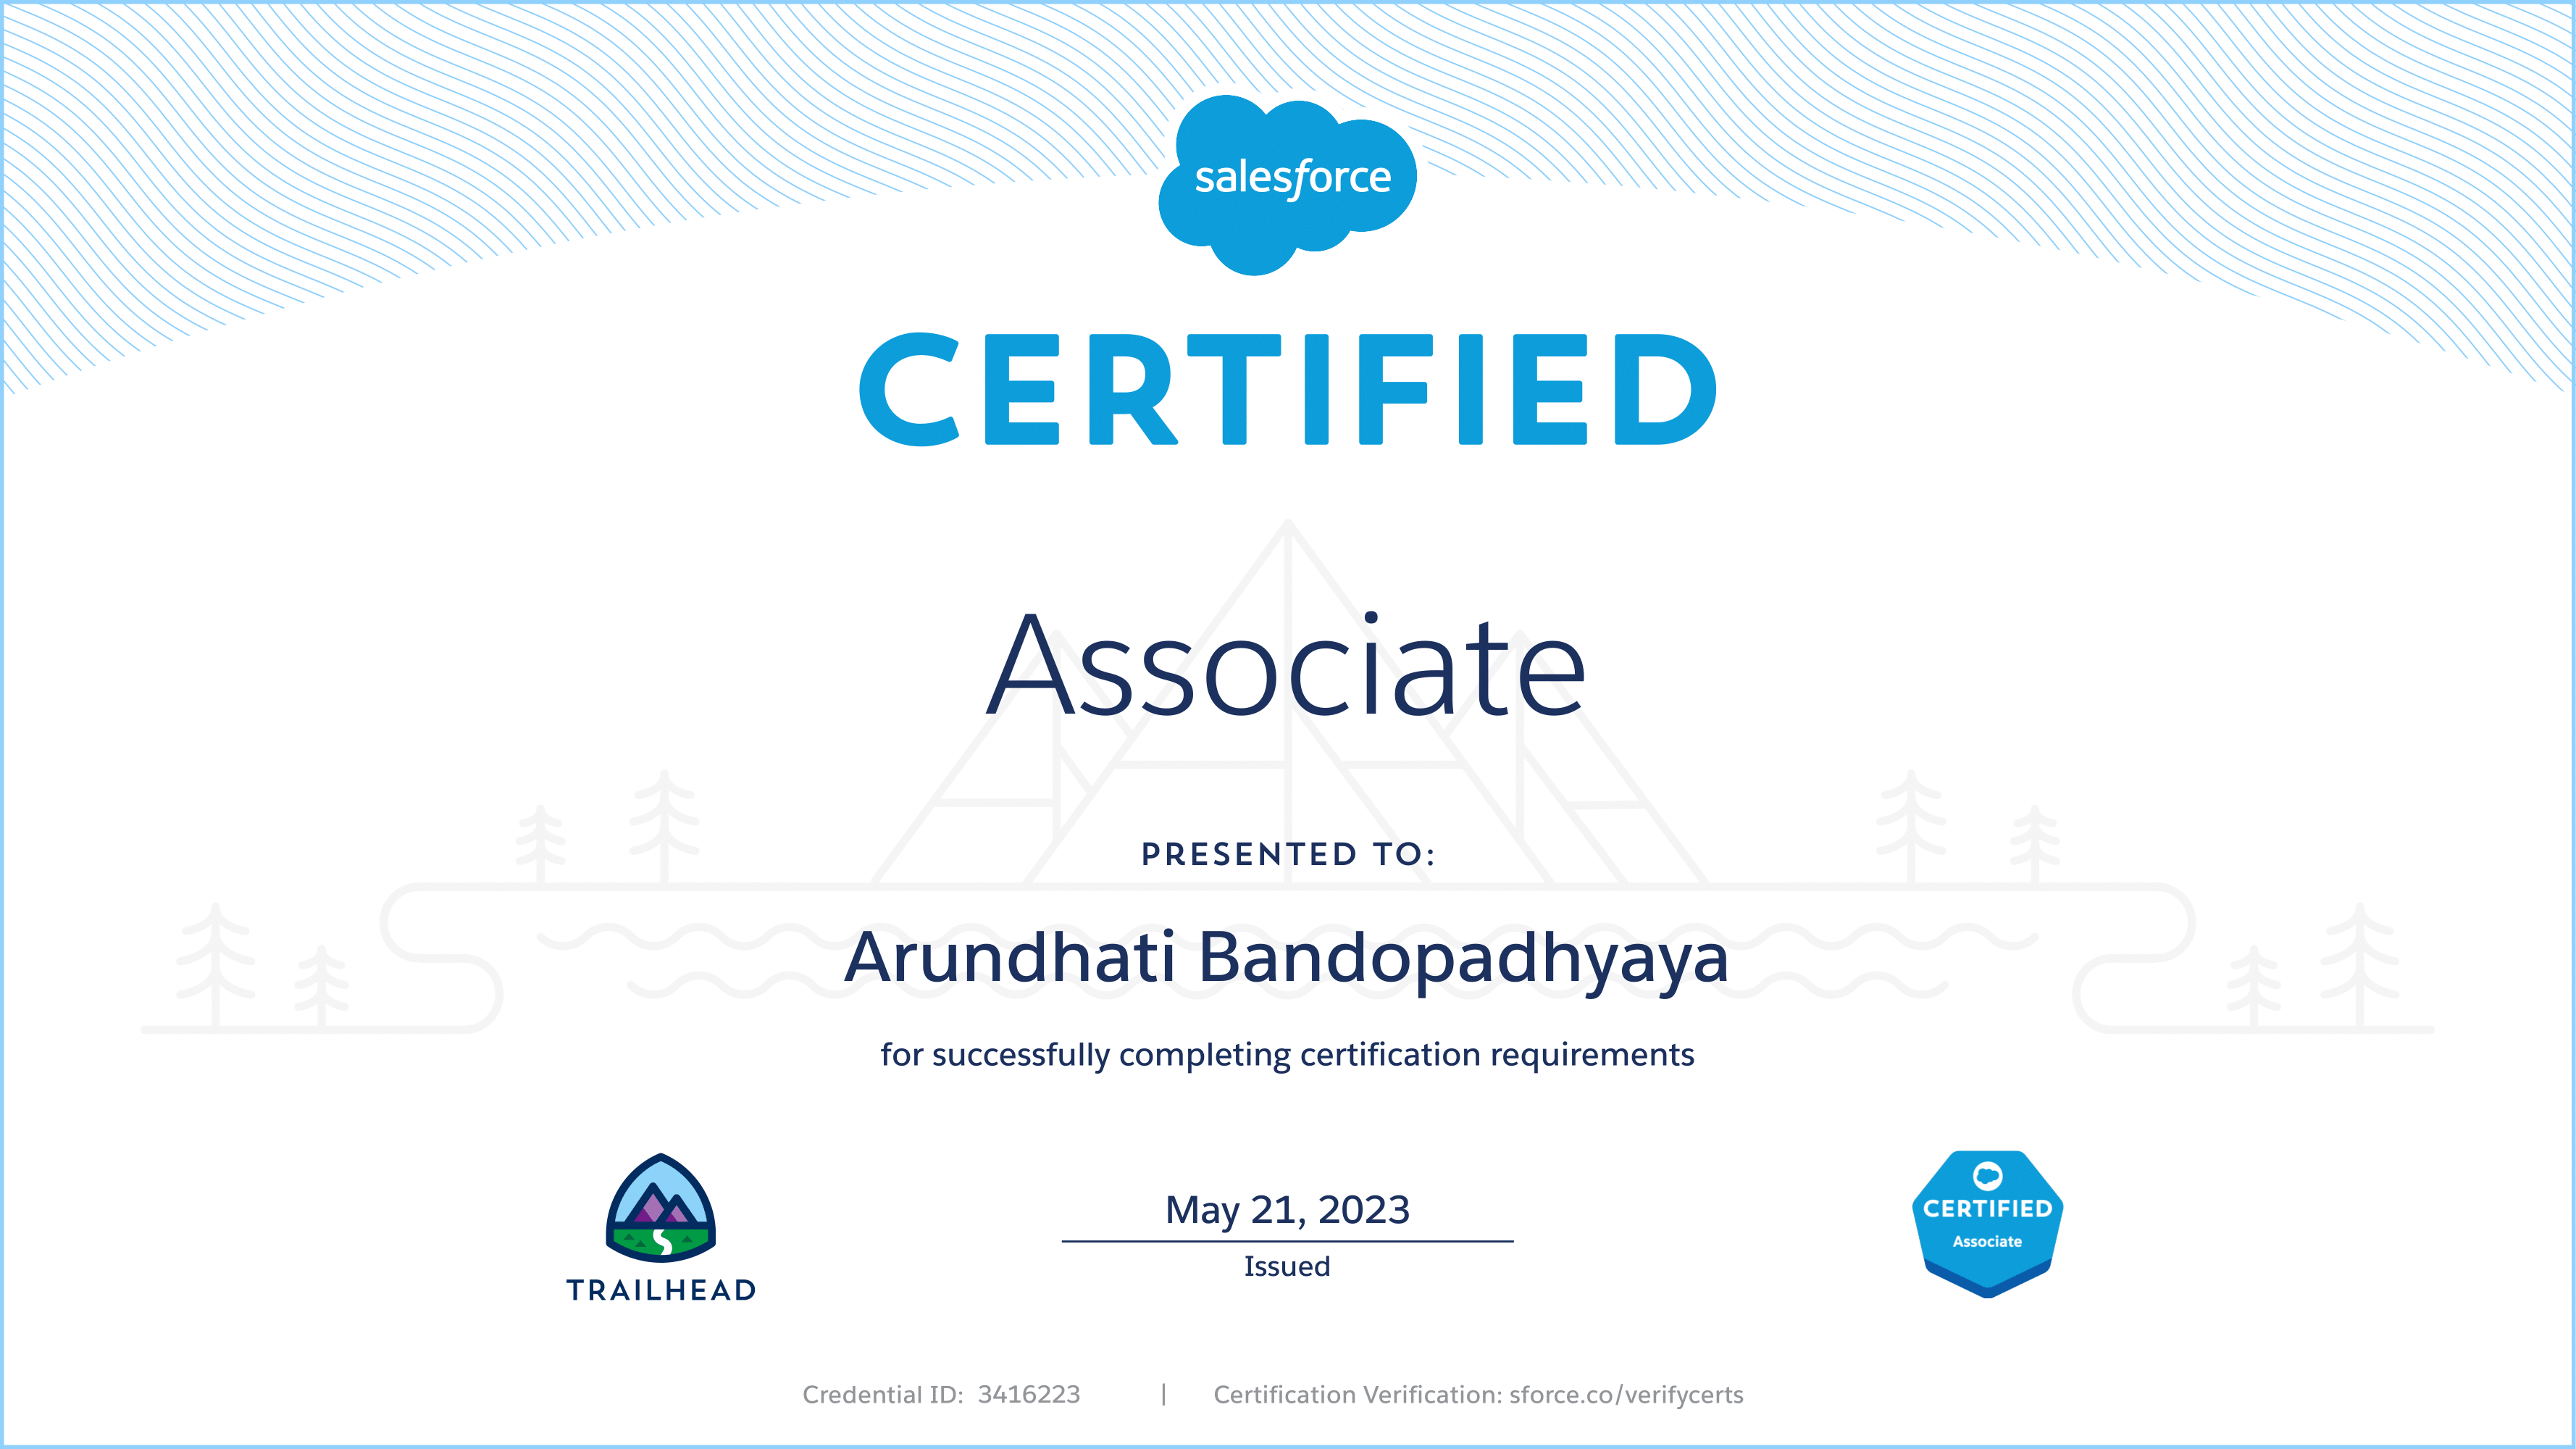 salesforce
CERTIFIED
Associate
PRESENTED TO:
Arundhati Bandopadhyaya
for successfully completing certification requirements
TRAILHEAD
May 21, 2023
Issued
CERTIFIED
Associate
Credential ID: 3416223 | Certification Verification: sforce.co/verifycerts